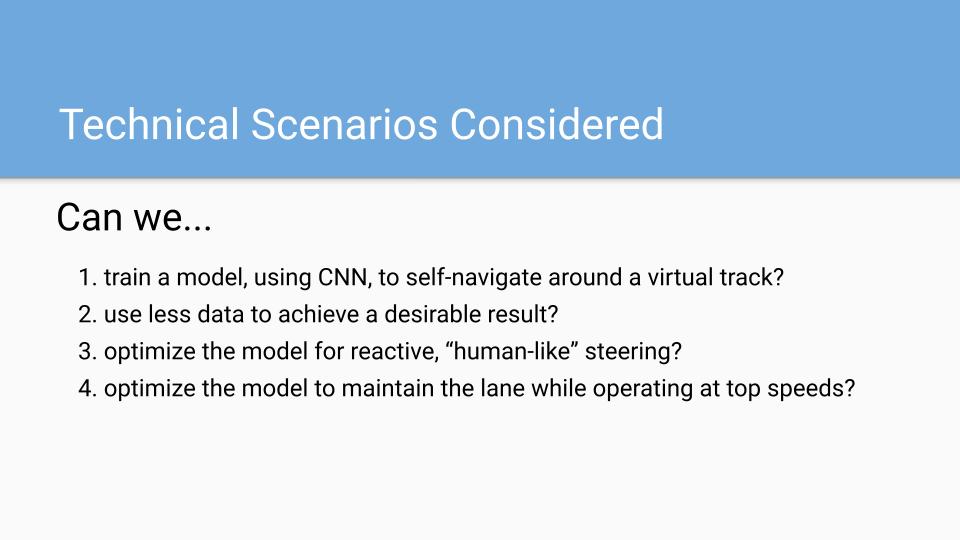 Technical Scenarios Considered
Can we...
1. train a model, using CNN, to self-navigate around a virtual track?
2. use less data to achieve a desirable result?
3. optimize the model for reactive, “human-like” steering?
4. optimize the model to maintain the lane while operating at top speeds?